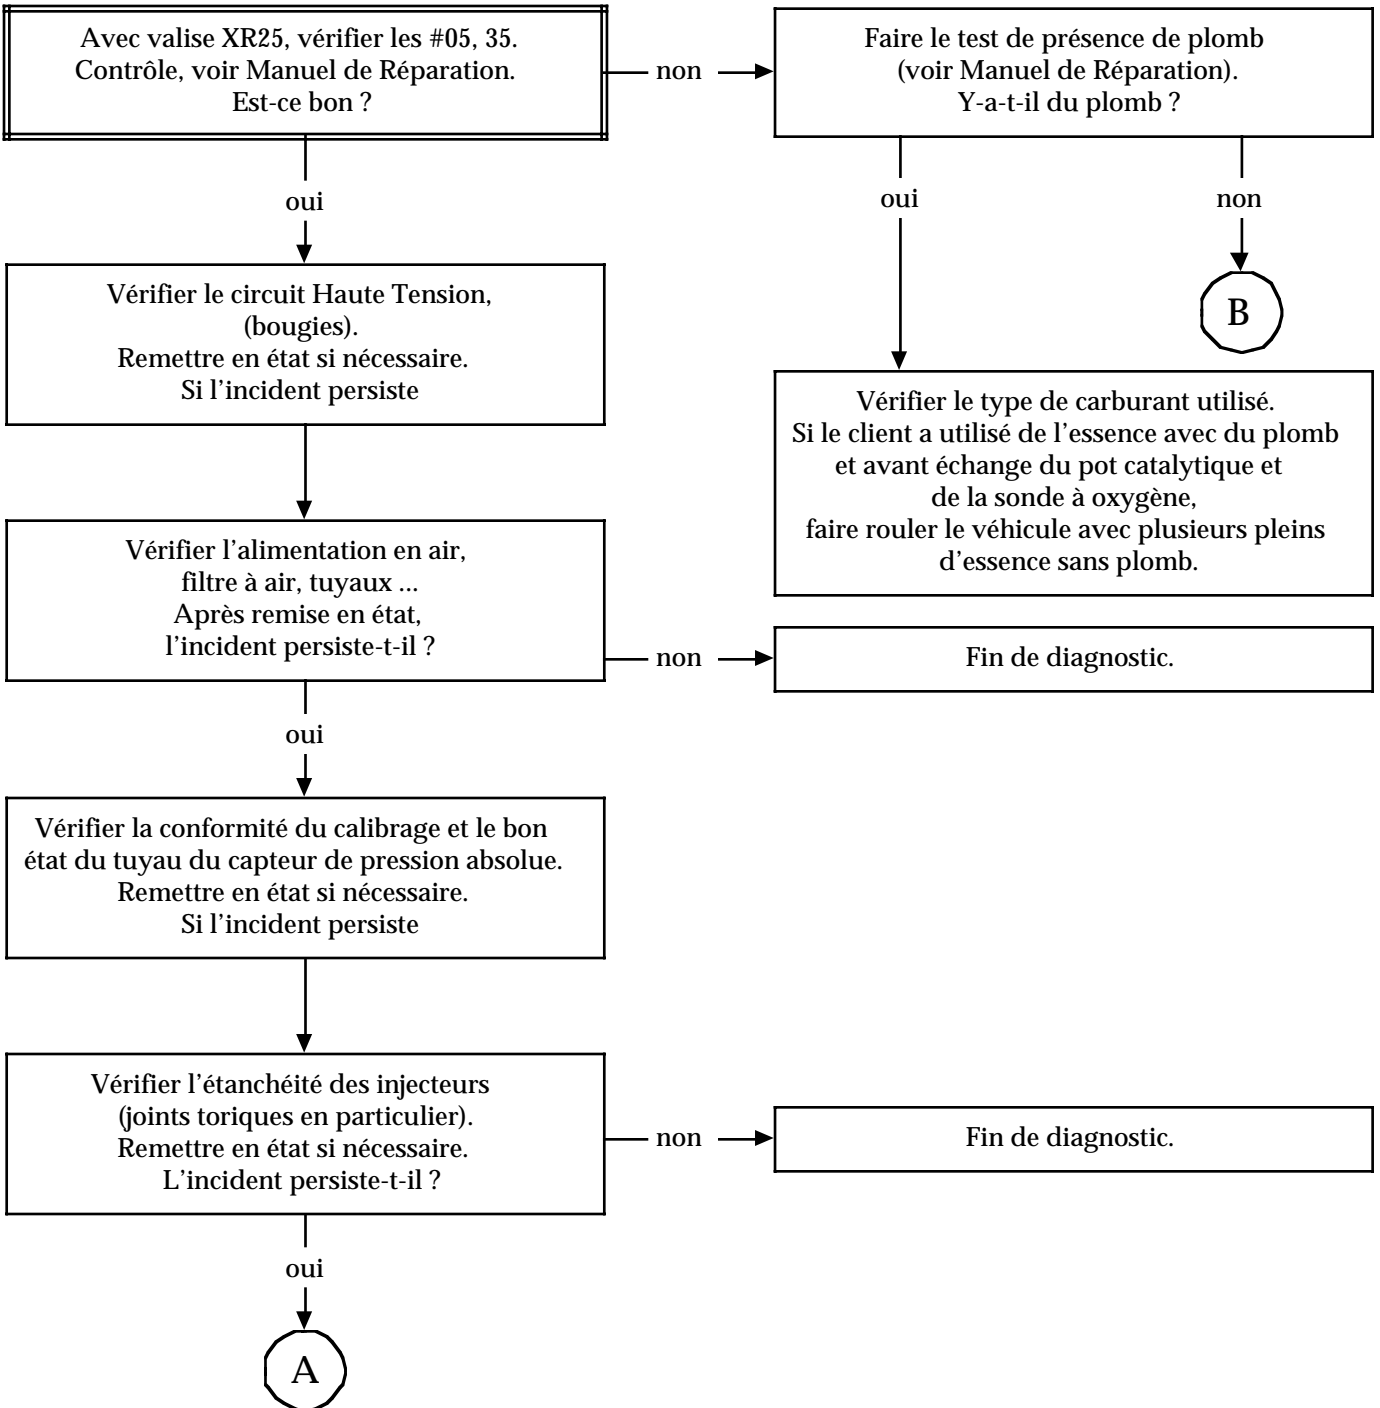 Avec valise XR25, vérifier les #05, 35.
Contrôle, voir Manuel de Réparation.
Est-ce bon ?
non
Faire le test de présence de plomb
(voir Manuel de Réparation).
Y-a-t-il du plomb ?
oui
oui
non
B
Vérifier le circuit Haute Tension,
(bougies).
Remettre en état si nécessaire.
Si l’incident persiste
Vérifier le type de carburant utilisé.
Si le client a utilisé de l’essence avec du plomb
et avant échange du pot catalytique et
de la sonde à oxygène,
faire rouler le véhicule avec plusieurs pleins
d’essence sans plomb.
Vérifier l’alimentation en air,
filtre à air, tuyaux ...
Après remise en état,
l’incident persiste-t-il ?
non
Fin de diagnostic.
oui
Vérifier la conformité du calibrage et le bon
état du tuyau du capteur de pression absolue.
Remettre en état si nécessaire.
Si l’incident persiste
Vérifier l’étanchéité des injecteurs
(joints toriques en particulier).
Remettre en état si nécessaire.
L’incident persiste-t-il ?
non
Fin de diagnostic.
oui
A